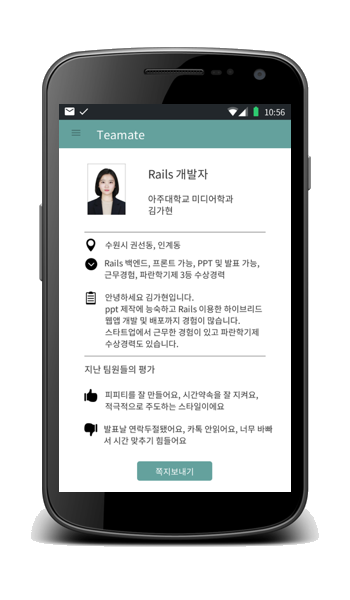 10:56
Teamate
Rails 개발자
아주대학교 미디어학과
김가현
수원시 권선동, 인계동
Rails 백엔드, 프론트 가능, PPT 및 발표 가능,
근무경험, 파란학기제 3등 수상경력
안녕하세요 김가현입니다.
ppt 제작에 능숙하고 Rails 이용한 하이브리드
웹앱 개발 및 배포까지 경험이 많습니다.
스타트업에서 근무한 경험이 있고 파란학기제
수상경력도 있습니다.
지난 팀원들의 평가
피피티를 잘 만들어요, 시간약속을 잘 지켜요,
적극적으로 주도하는 스타일이에요
발표날 연락두절됐어요, 카톡 안읽어요, 너무 바빠
서 시간 맞추기 힘들어요
쪽지보내기